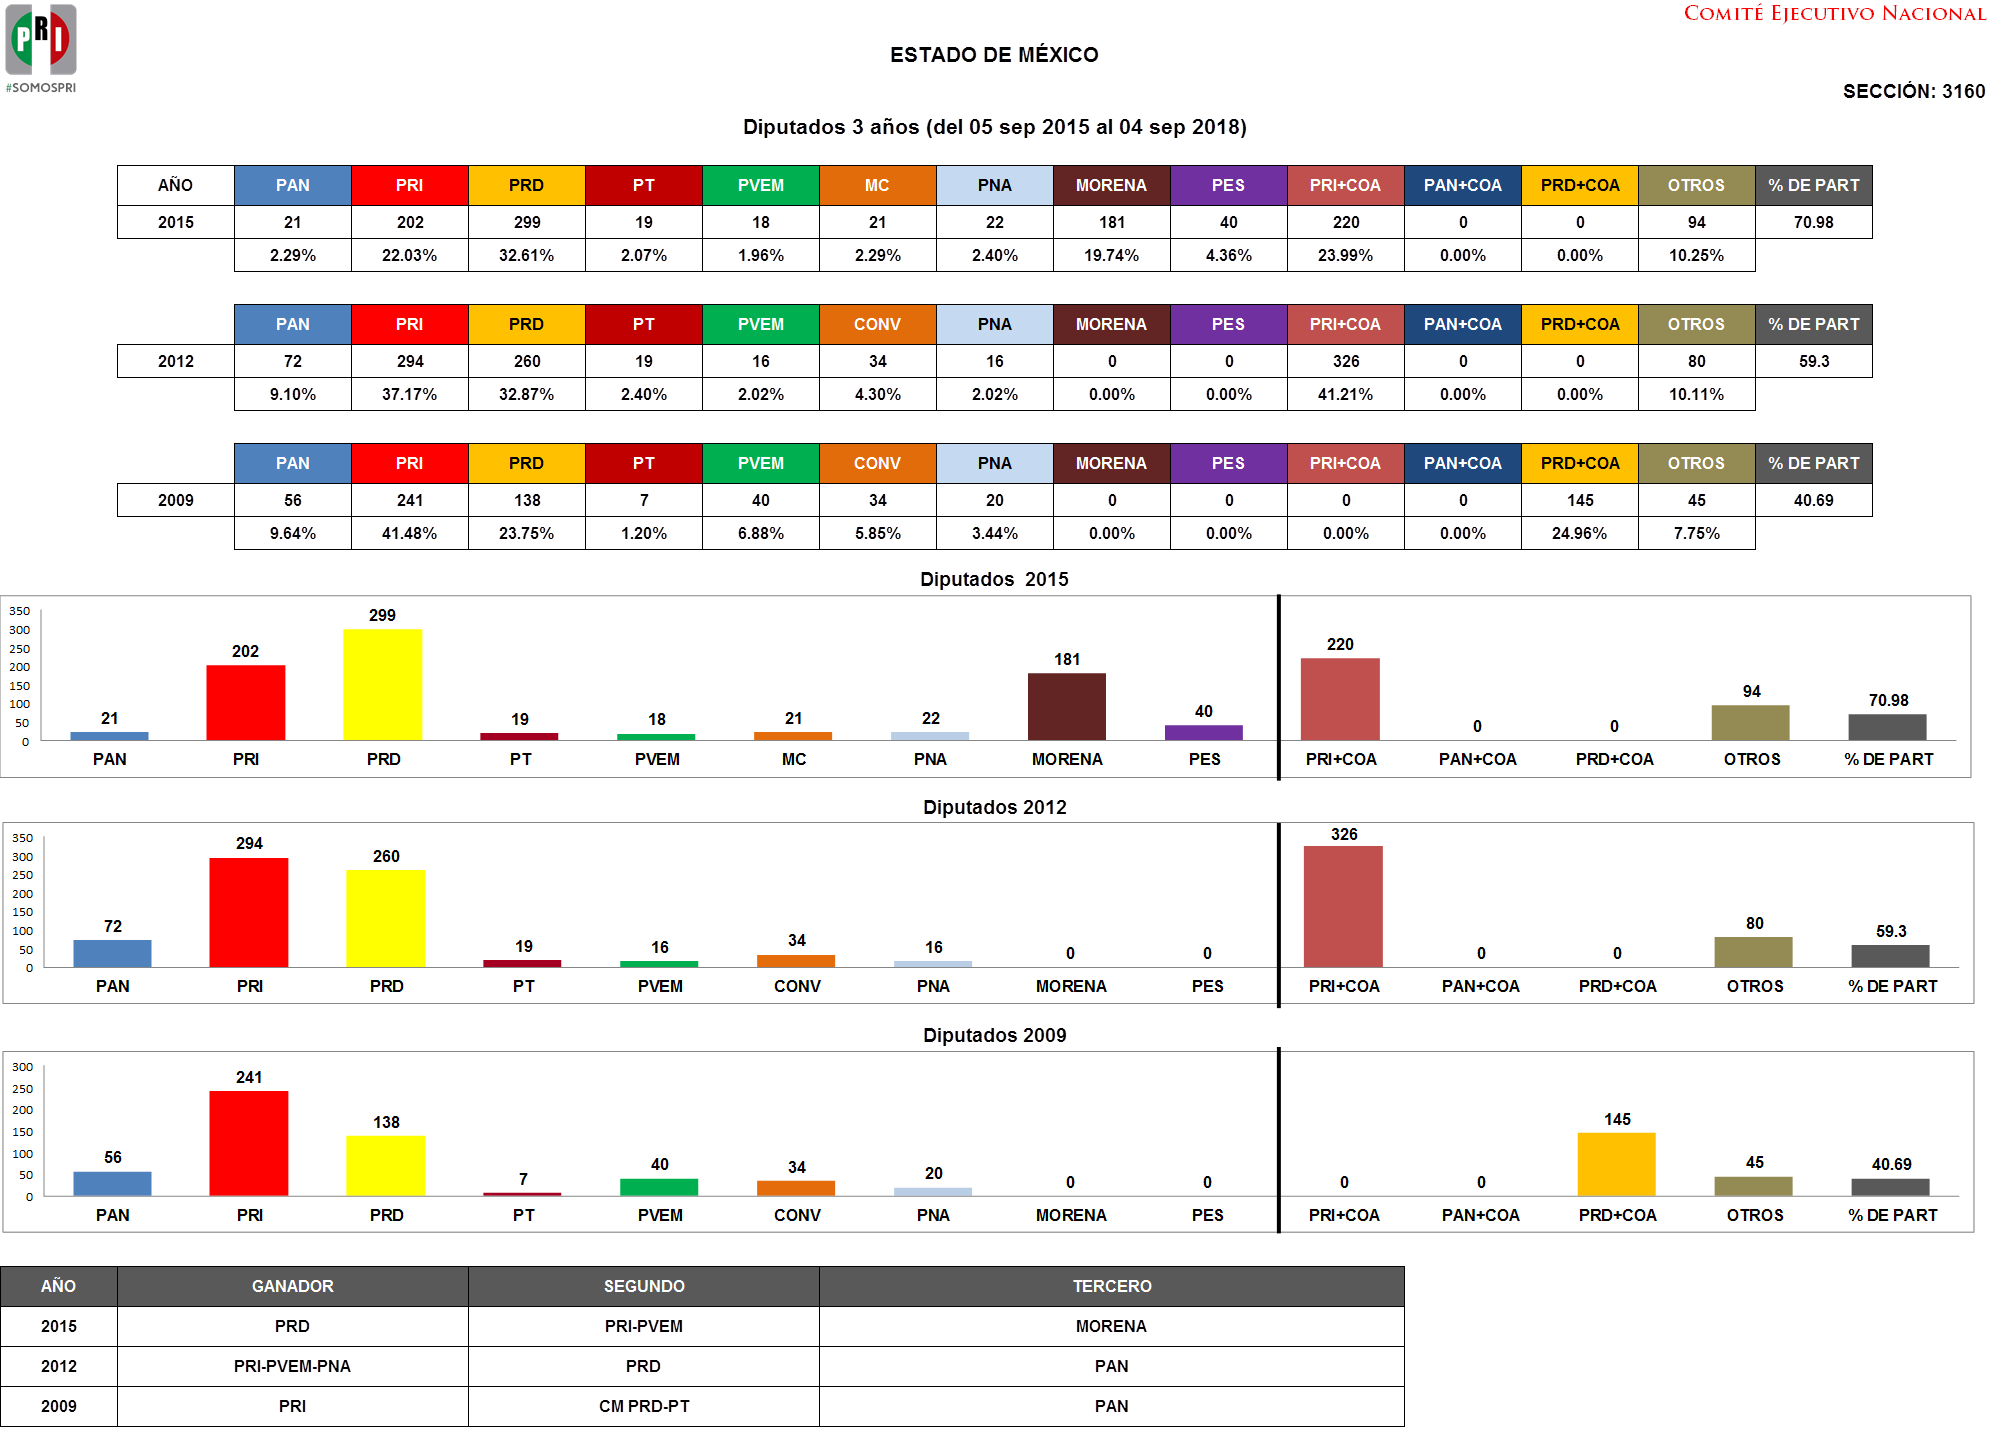 PRI
#SOMOSPRI
COMITÉ EJECUTIVO NACIONAL
ESTADO DE MÉXICO
SECCIÓN: 3160
Diputados 3 años (del 05 sep 2015 al 04 sep 2018)
AÑO PAN PRI PRD PT PVEM MC PNA MORENA PES PRI+COA PAN+COA PRD+COA OTROS % DE PART
2015 21 202 299 19 18 21 22 181 40 220 0 0 94 70.98
2.29% 22.03% 32.61% 2.07% 1.96% 2.29% 2.40% 19.74% 4.36% 23.99% 0.00% 0.00% 10.25%
PAN PRI PRD PT PVEM CONV PNA MORENA PES PRI+COA PAN+COA PRD+COA OTROS % DE PART
2012 72 294 260 19 16 34 16 0 0 326 0 0 80 59.3
9.10% 37.17% 32.87% 2.40% 2.02% 4.30% 2.02% 0.00% 0.00% 41.21% 0.00% 0.00% 10.11%
PAN PRI PRD PT PVEM CONV PNA MORENA PES PRI+COA PAN+COA PRD+COA OTROS % DE PART
2009 56 241 138 7 40 34 20 0 0 0 0 145 45 40.69
9.64% 41.48% 23.75% 1.20% 6.88% 5.85% 3.44% 0.00% 0.00% 0.00% 0.00% 24.96% 7.75%
Diputados 2015
350
300
250
200
150
100
50
0
21 202 299 19 18 21 22 181 40 220 0 0 94 70.98
PAN PRI PRD PT PVEM MC PNA MORENA PES PRI+COA PAN+COA PRD+COA OTROS % DE PART
Diputados 2012
350
300
250
200
150
100
50
0
72 294 260 19 16 34 16 0 0 326 0 0 80 59.3
PAN PRI PRD PT PVEM CONV PNA MORENA PES PRI+COA PAN+COA PRD+COA OTROS % DE PART
Diputados 2009
300
250
200
150
100
50
0
56 241 138 7 40 34 20 0 0 0 0 145 45 40.69
PAN PRI PRD PT PVEM CONV PNA MORENA PES PRI+COA PAN+COA PRD+COA OTROS % DE PART
AÑO GANADOR SEGUNDO TERCERO
2015 PRD PRI-PVEM MORENA
2012 PRI-PVEM-PNA PRD PAN
2009 PRI CM PRD-PT PAN